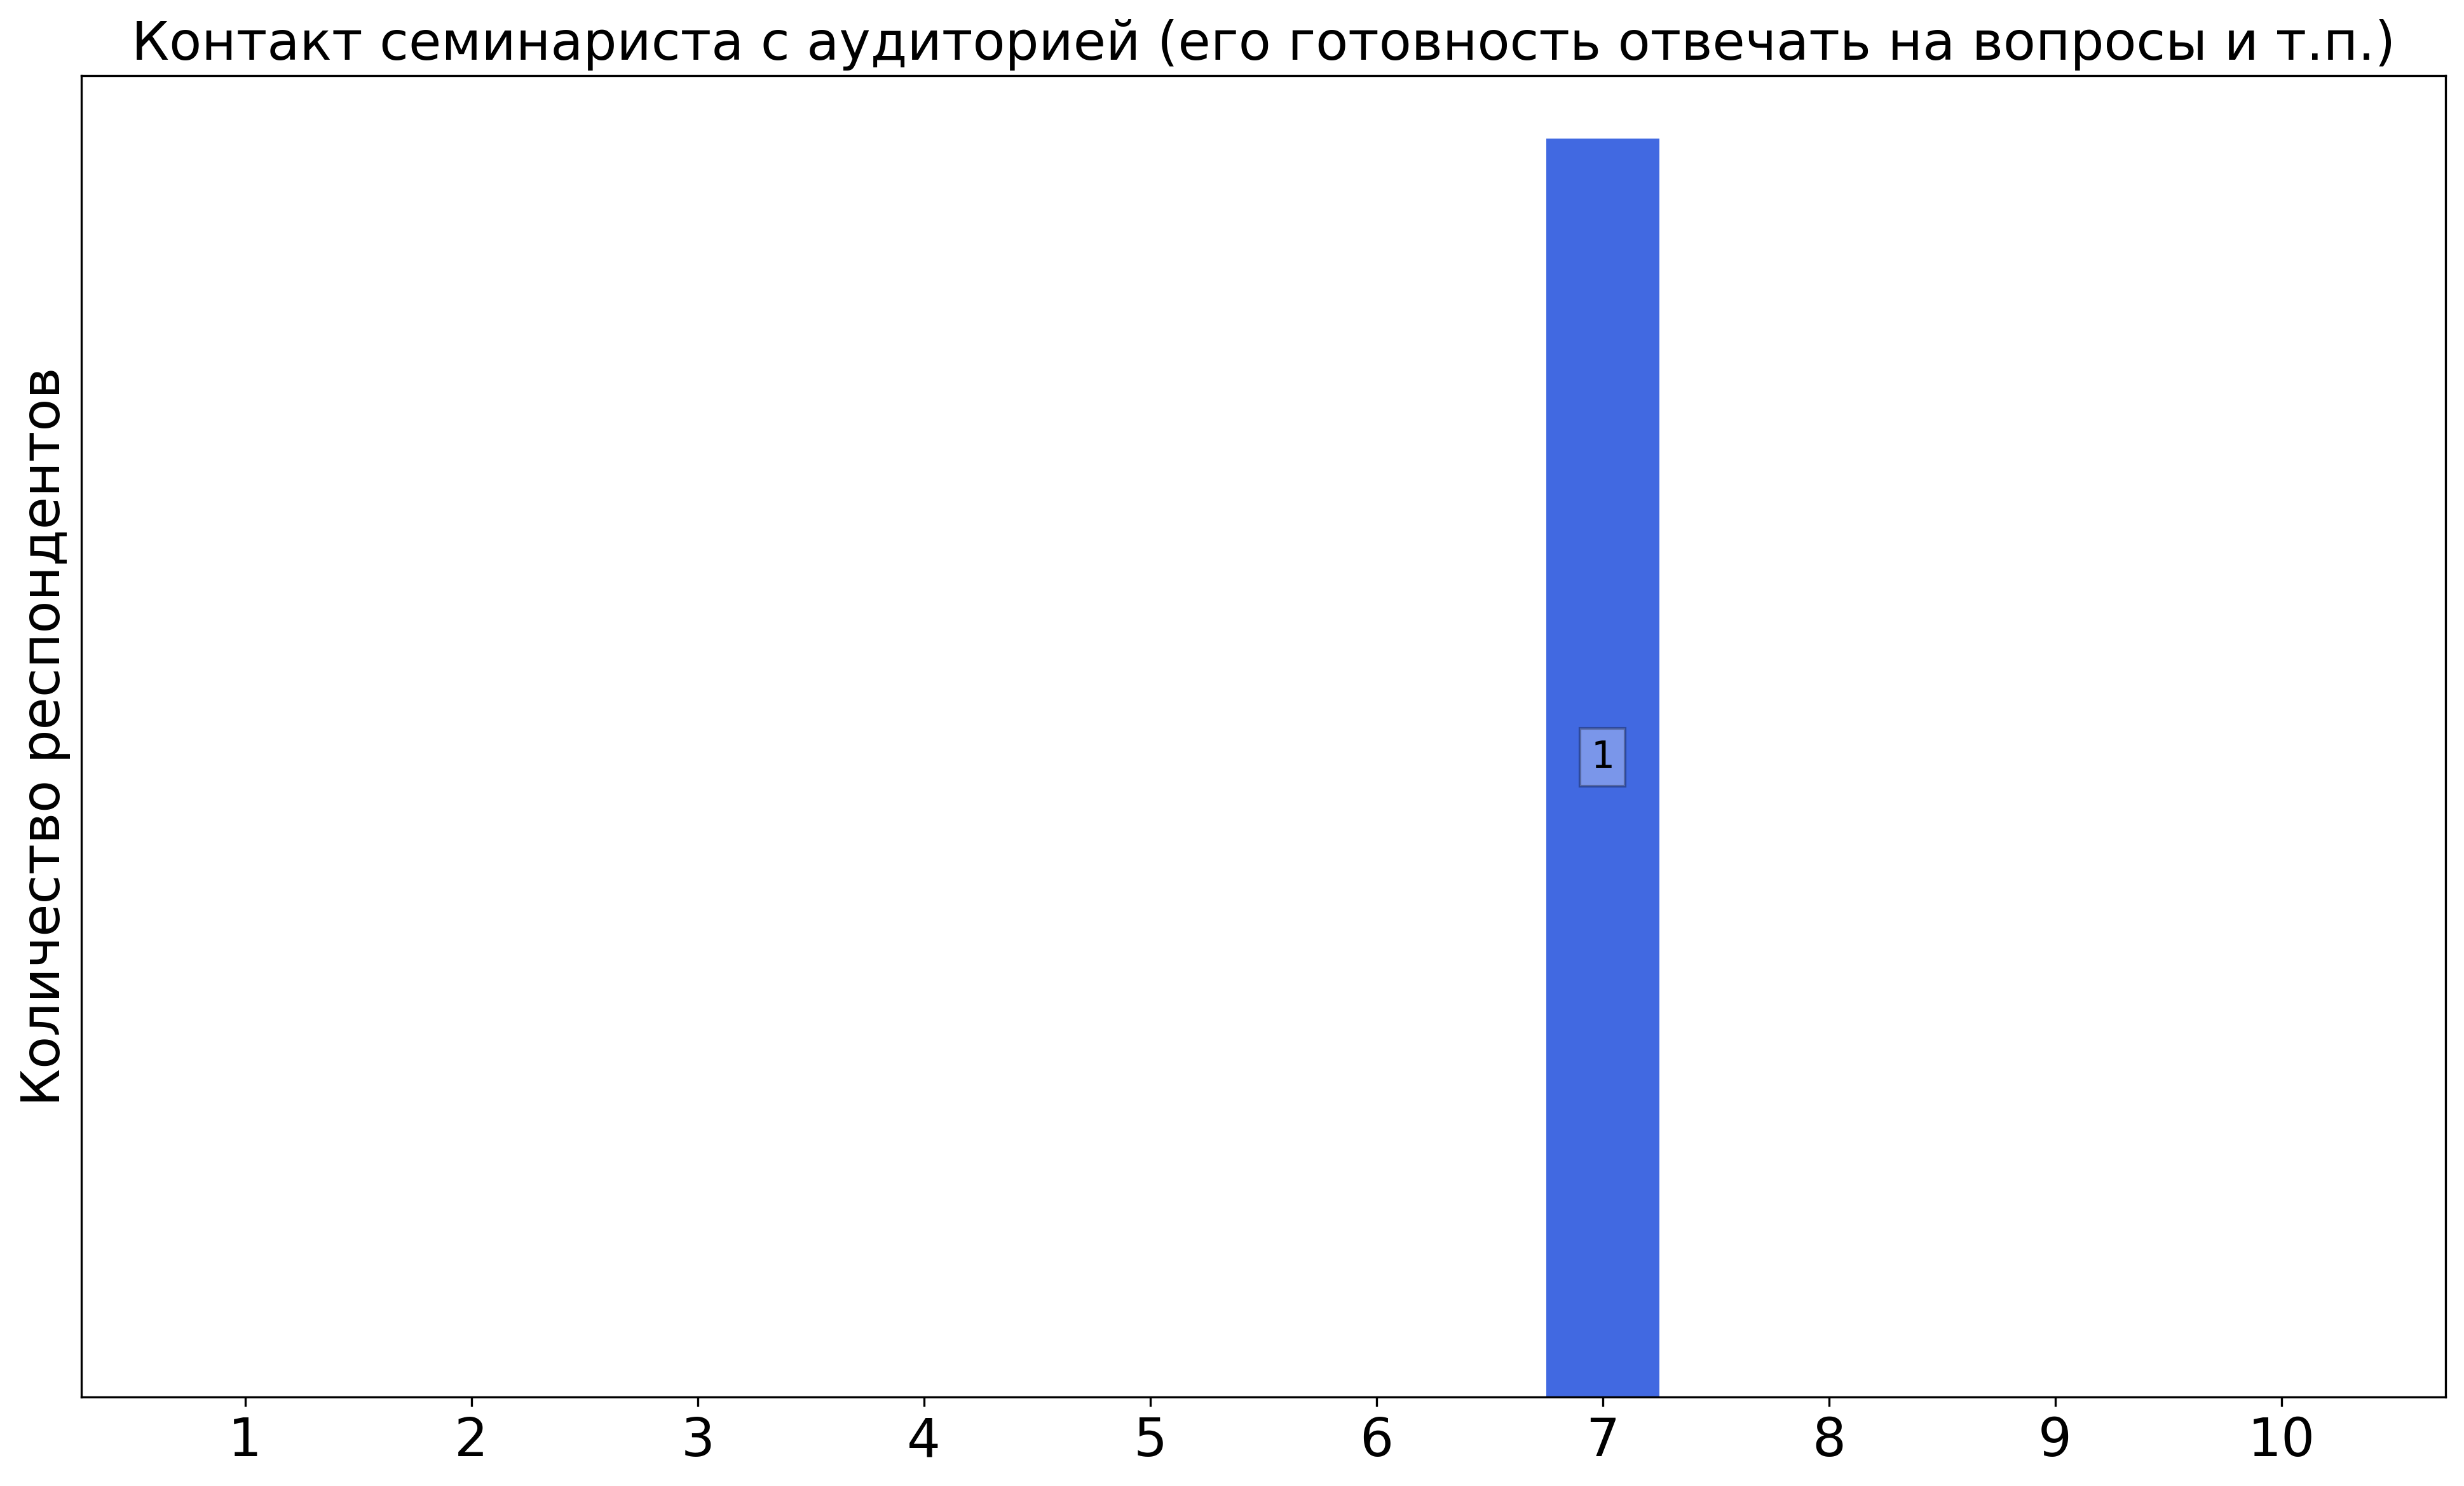 Контакт семинариста с аудиторией (его готовность отвечать на вопросы и т.п.)
Количество респондентов
1
1 2 3 4 5 6 7 8 9 10